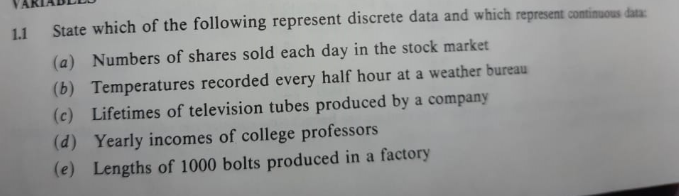 VARIABLES
1.1 State which of the following represent discrete data and which represent continuous data:
(a) Numbers of shares sold each day in the stock market
(b) Temperatures recorded every half hour at a weather bureau
(c) Lifetimes of television tubes produced by a company
(d) Yearly incomes of college professors
(e) Lengths of 1000 bolts produced in a factory